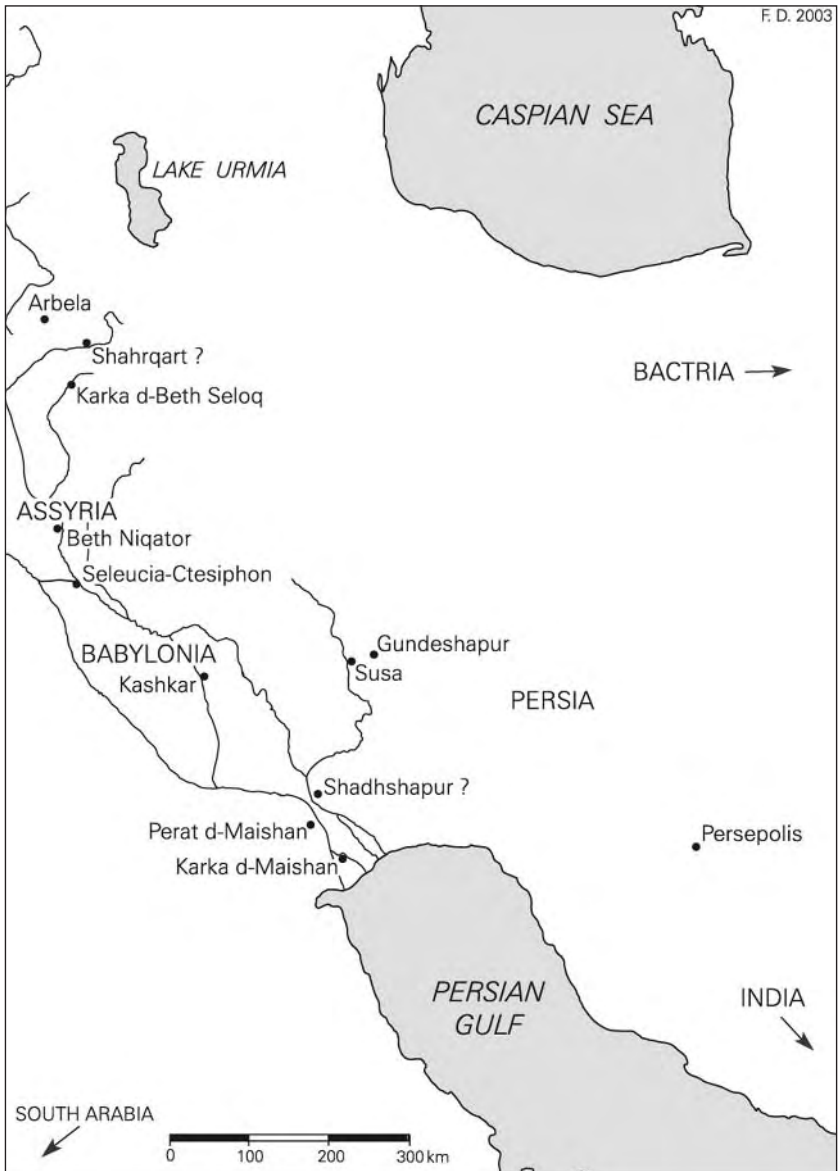 F. D. 2003
CASPIAN SEA
LAKE URMIA
Arbela
Shahrqart ?
BACTRIA
Karka d-Beth Seloq
ASSYRIA
Beth Niqator
Seleucia-Ctesiphon
Gundeshapur
BABYLONIA
Susa
Kashkar
PERSIA
Shadhshapur ?
Perat d-Maishan
Persepolis
Karka d-Maishan
PERSIAN
GULF
INDIA
SOUTH ARABIA
0 100 200 300 km